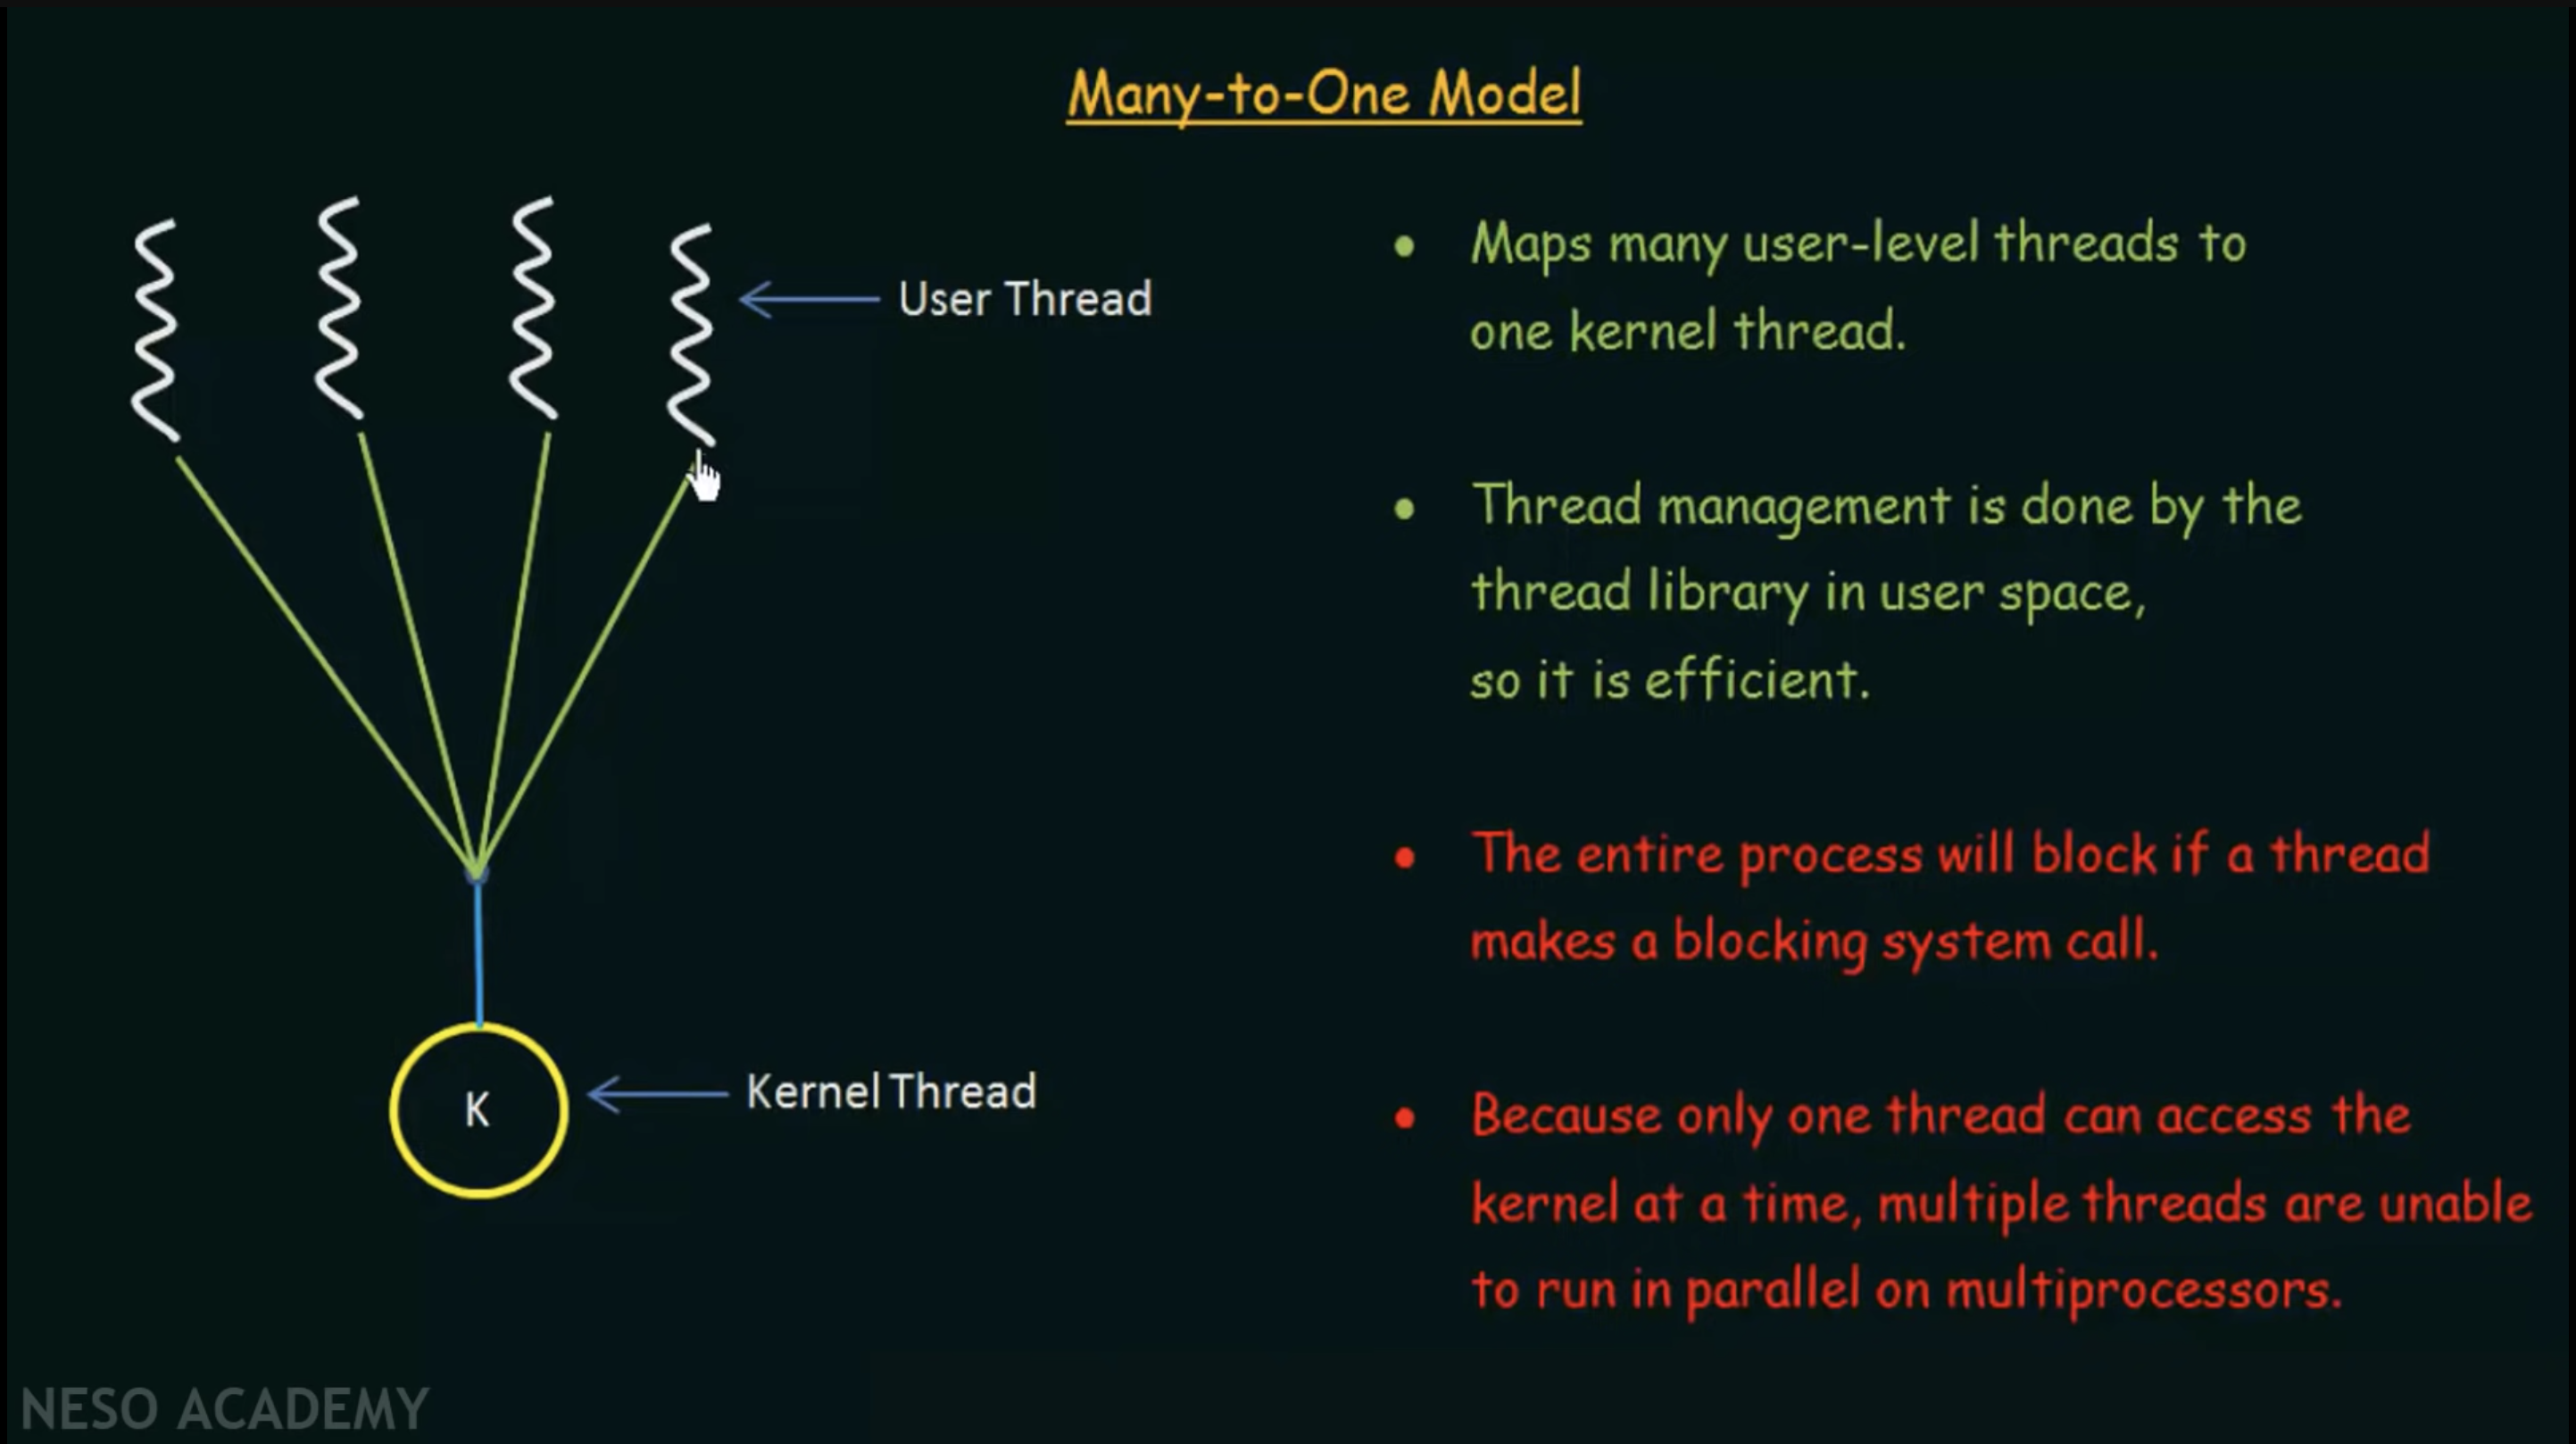 Many-to-One Model
User Thread
Kernel Thread
K
• Maps many user-level threads to
one kernel thread.
• Thread management is done by the
thread library in user space,
so it is efficient.
• The entire process will block if a thread
makes a blocking system call.
• Because only one thread can access the
kernel at a time, multiple threads are unable
to run in parallel on multiprocessors.
NESO ACADEMY